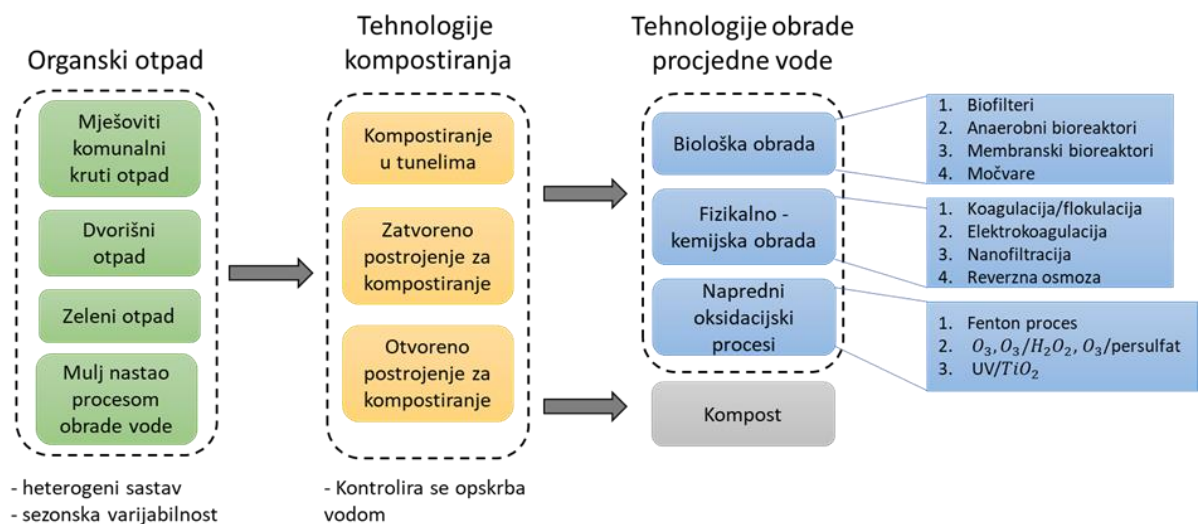 Organski otpad
Mješoviti
komunalni
kruti otpad
Dvorišni
otpad
Zeleni otpad
Mulj nastao
procesom
obrade vode
- heterogeni sastav
- sezonska varijabilnost
Tehnologije
kompostiranja
Kompostiranje
u tunelima
Zatvoreno
postrojenje za
kompostiranje
Otvoreno
postrojenje za
kompostiranje
- Kontrolira se opskrba
vodom
Tehnologije obrade
procjedne vode
Biološka obrada
Fizikalno -
kemijska obrada
Napredni
oksidacijski
procesi
Kompost
1. Biofilteri
2. Anaerobni bioreaktori
3. Membranski bioreaktori
4. Močvare
1. Koagulacija/flokulacija
2. Elektrokoagulacija
3. Nanofiltracija
4. Reverzna osmoza
1. Fenton proces
2. O₃, O₃/H₂O₂, O₃/persulfat
3. UV/TiO₂